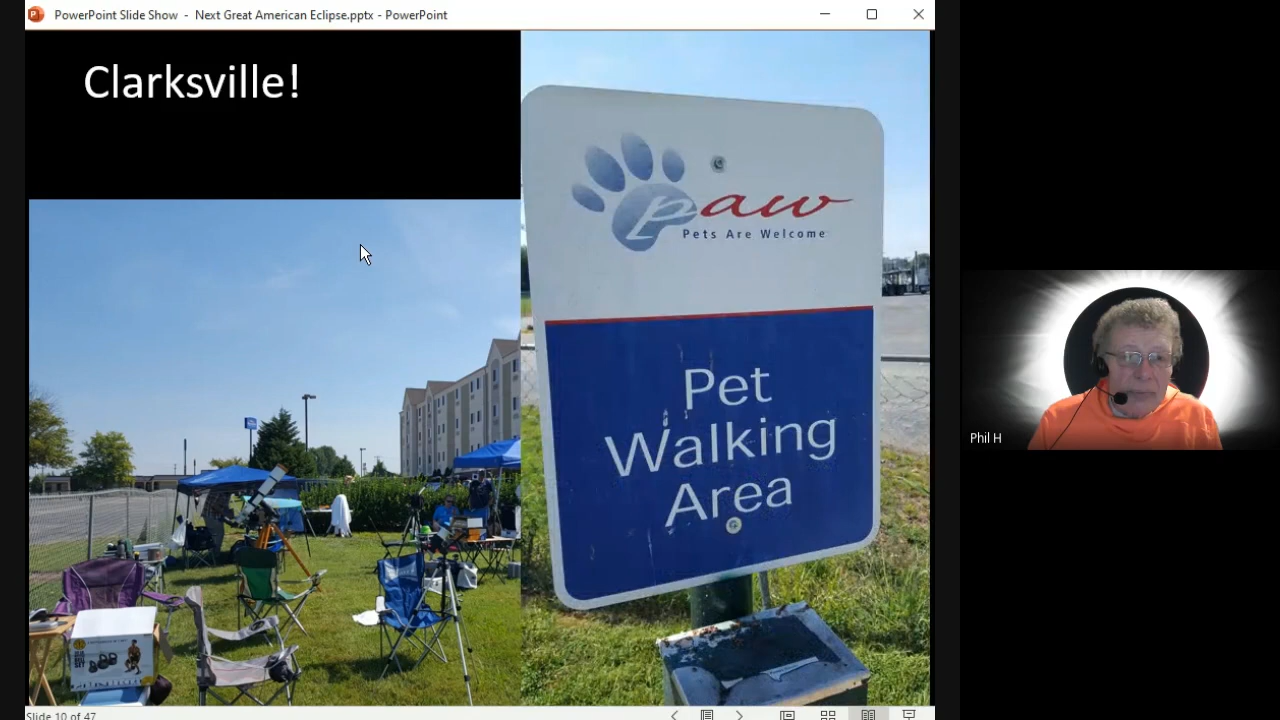 PowerPoint Slide Show - Next Great American Eclipse.pptx - PowerPoint
Clarksville!
paw
Pets Are Welcome
Pet
Walking
Area
Phil H
Slide 10 of 47